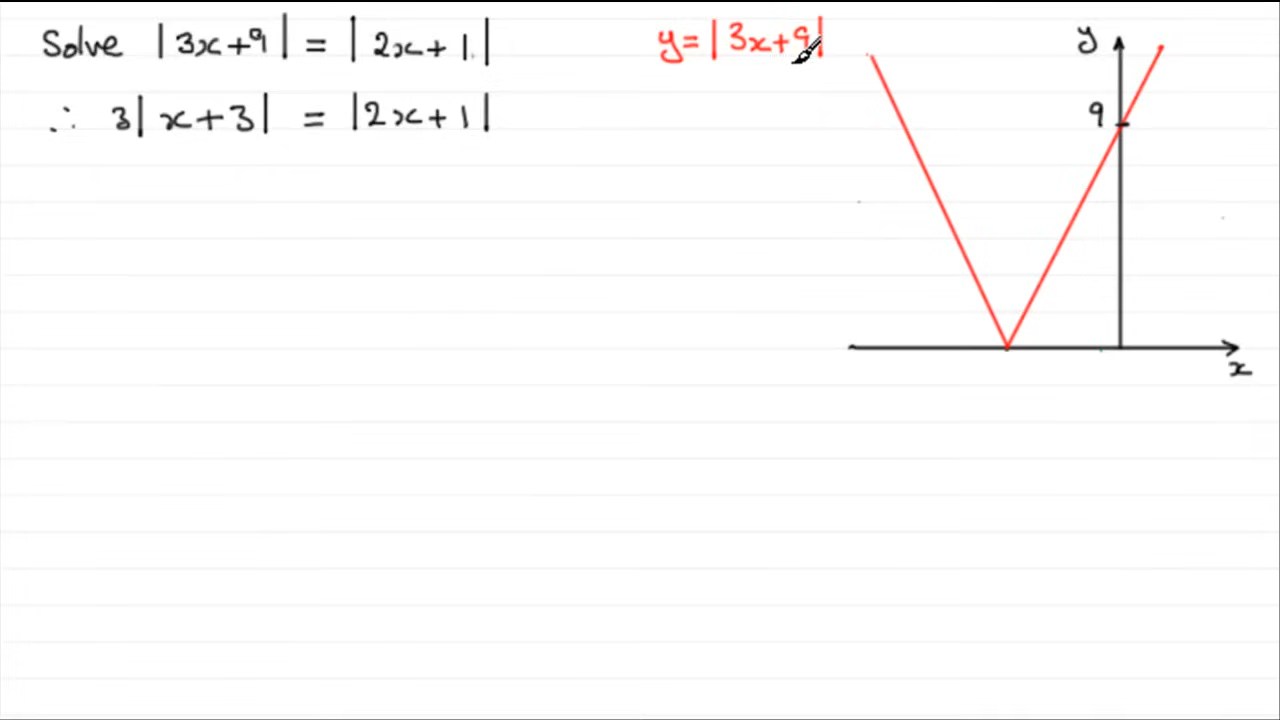 Solve |3x+9| = |2x+1|
y=|3x+9|
∴ 3|x+3| = |2x+1|
y
9
x